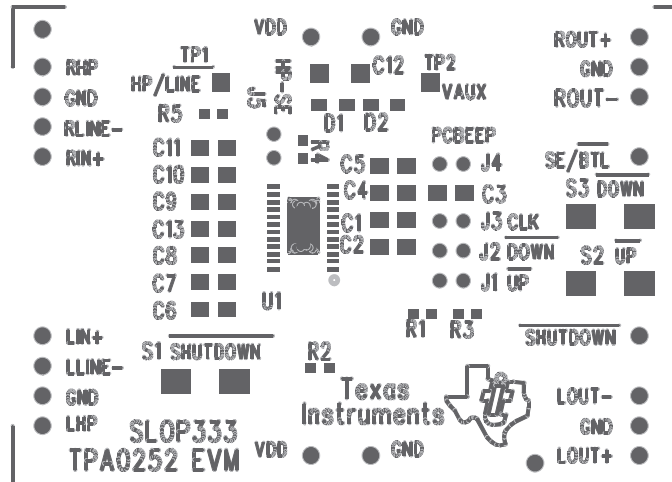 VDD GND
ROUT+
GND
ROUT-
RHP
GND
RLINE-
RIN+
TP1
HP/LINE
HP-SE
J5
C12
TP2
VAUX
R5
D1 D2
R4
PCBEEP
C11
C10
C9
C13
C8
C7
C6
C5
C4
C1
C2
C3
J4
J3 CLK
J2 DOWN
J1 UP
SE/BTL
S3 DOWN
S2 UP
U1
R1 R3
LIN+
LLINE-
GND
LHP
S1 SHUTDOWN
R2
SHUTDOWN
Texas
Instruments
LOUT-
GND
LOUT+
SLOP333
TPA0252 EVM
VDD GND